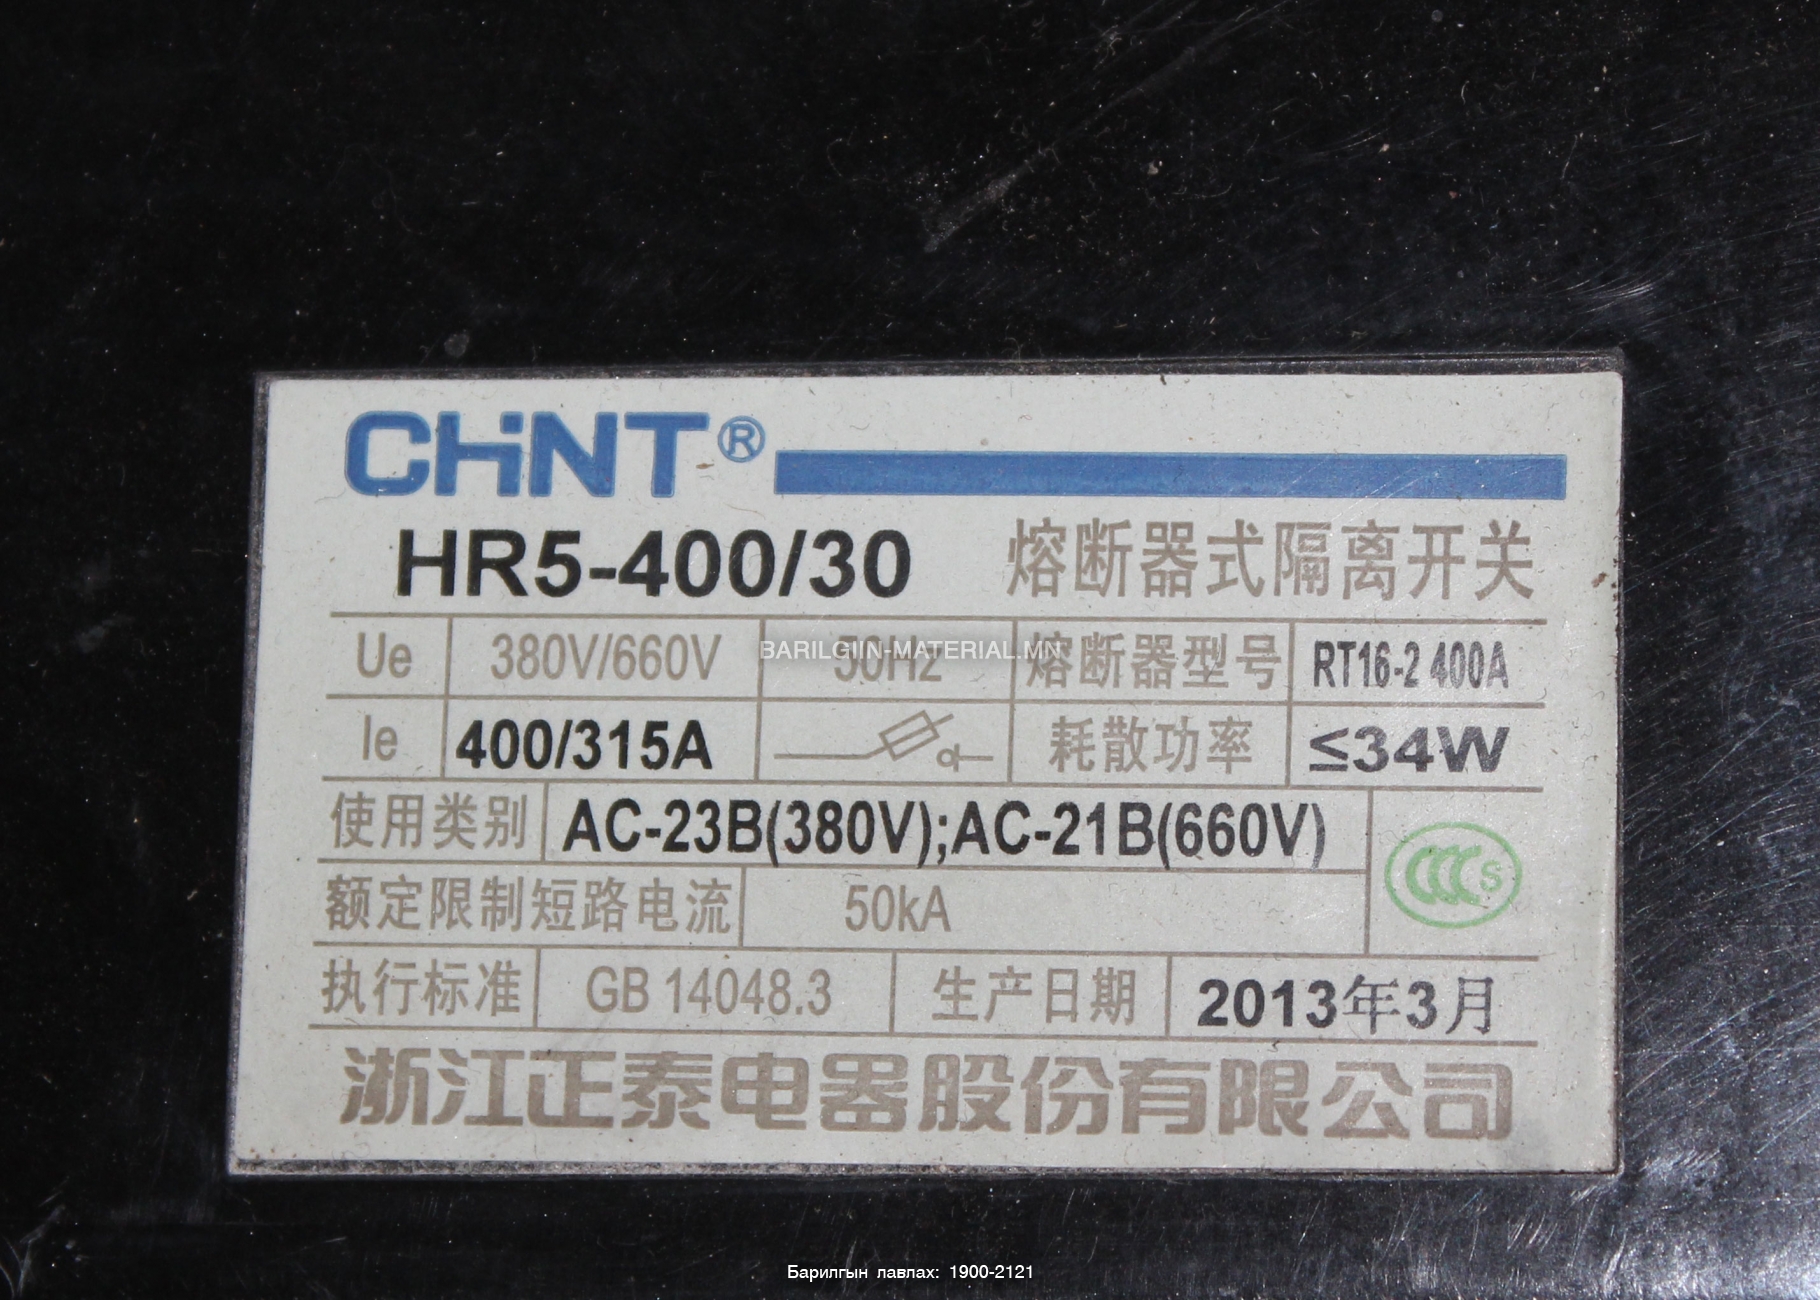 CHNT®
HR5-400/30 熔断器式隔离开关
Ue 380V/660V 50Hz 熔断器型号 RT16-2 400A
BARILGIIN-MATERIAL.MN
Ie 400/315A 耗散功率 ≤34W
使用类别 AC-23B(380V);AC-21B(660V)
CCC S
额定限制短路电流 50kA
执行标准 GB 14048.3 生产日期 2013年3月
浙江正泰电器股份有限公司
Барилгын лавлах: 1900-2121